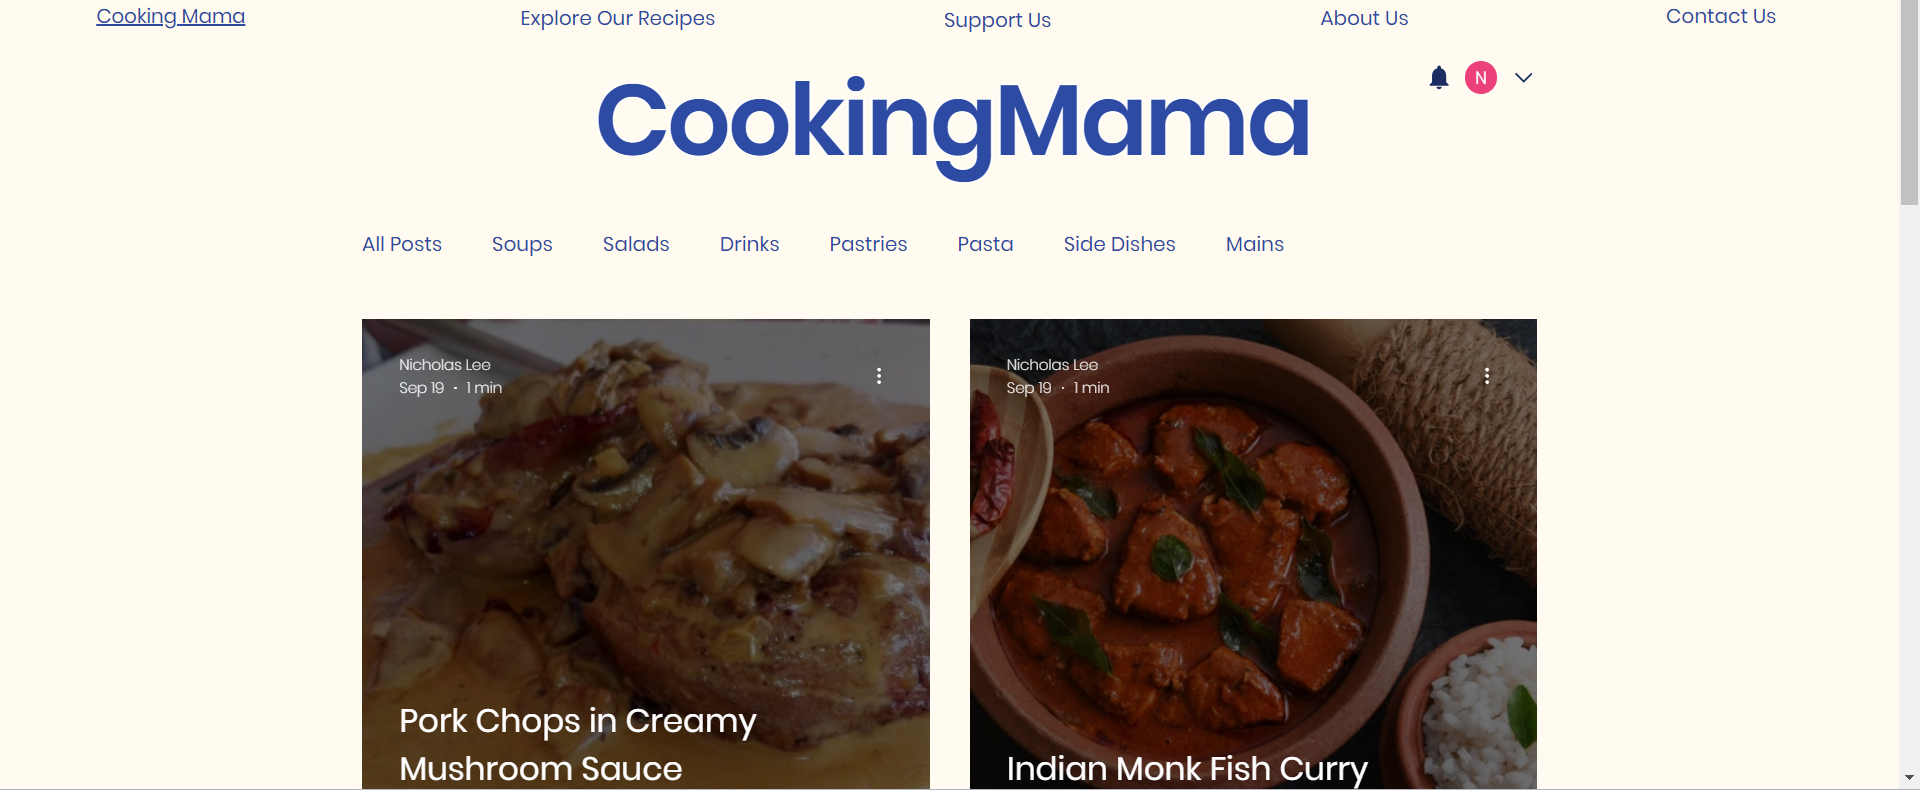 Cooking Mama
Explore Our Recipes
Support Us
About Us
Contact Us
N
CookingMama
All Posts
Soups
Salads
Drinks
Pastries
Pasta
Side Dishes
Mains
Nicholas Lee
Sep 19 · 1 min
Pork Chops in Creamy
Mushroom Sauce
Nicholas Lee
Sep 19 · 1 min
Indian Monk Fish Curry